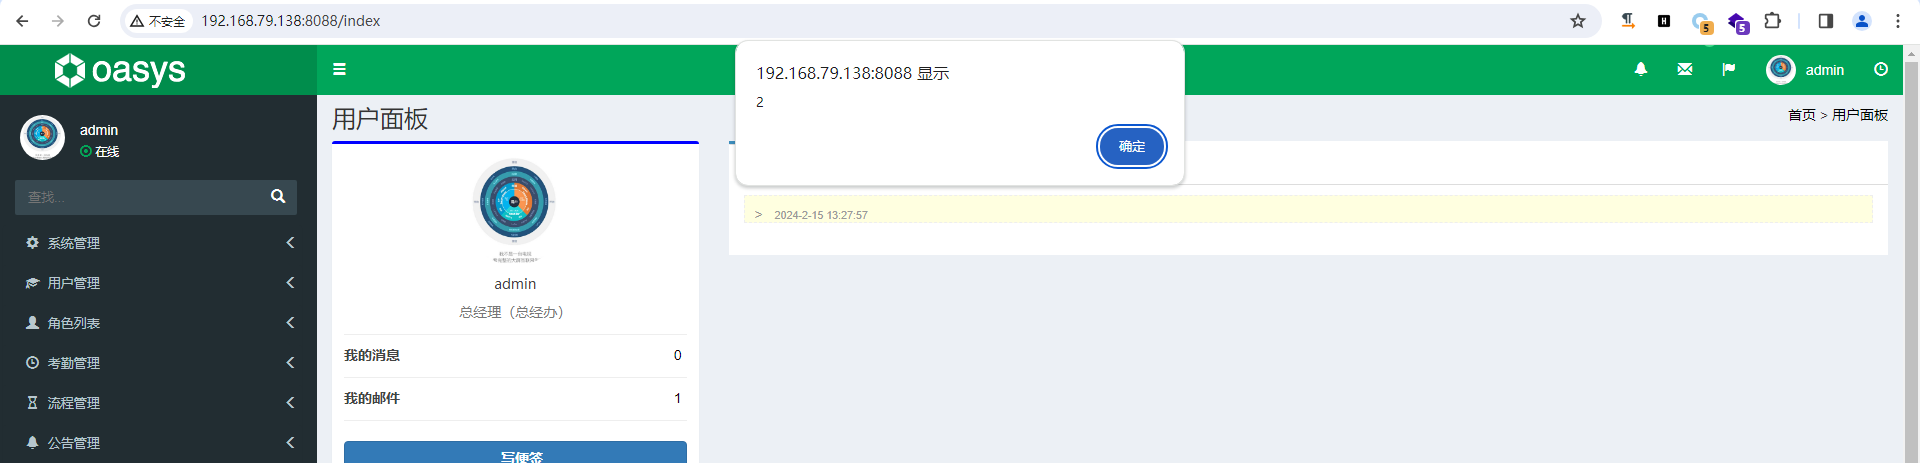 不安全
192.168.79.138:8088/index
5
5
oasys
192.168.79.138:8088 显示
2
确定
admin
admin
在线
查找...
系统管理
用户管理
角色列表
考勤管理
流程管理
公告管理
用户面板
首页 > 用户面板
admin
总经理（总经办）
我的消息 0
我的邮件 1
写便签
> 2024-2-15 13:27:57